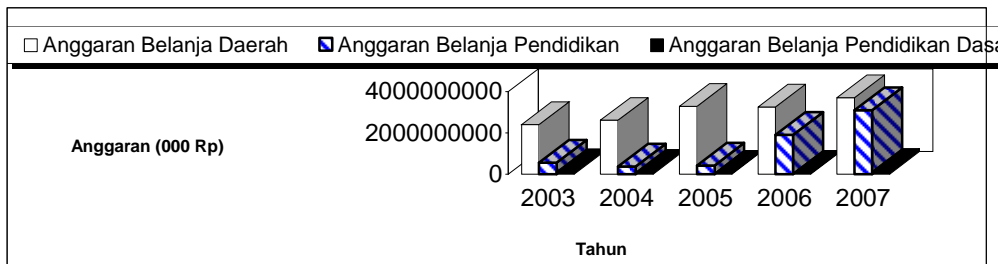 Anggaran Belanja Daerah Anggaran Belanja Pendidikan Anggaran Belanja Pendidikan Dasa
4000000000
2000000000
0
Anggaran (000 Rp)
2003 2004 2005 2006 2007
Tahun